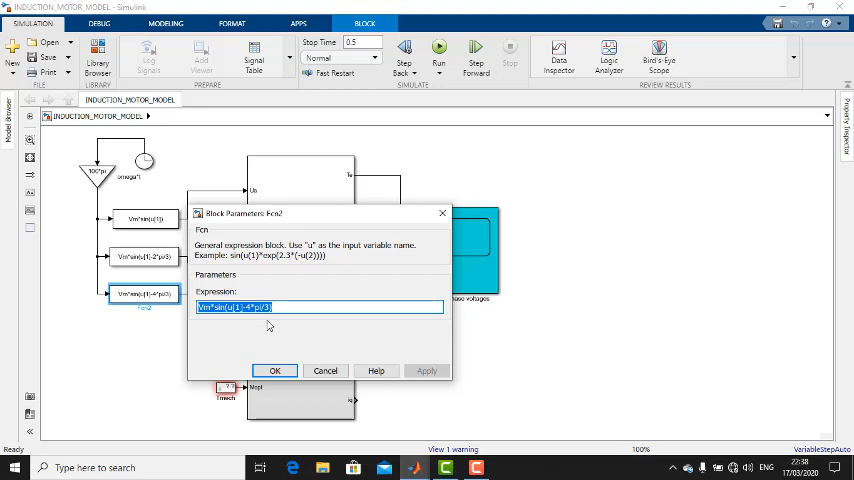 INDUCTION_MOTOR_MODEL - Simulink
SIMULATION DEBUG MODELING FORMAT APPS BLOCK
New Open Save Print Library Browser Log Signals Add Viewer Signal Table Stop Time 0.5 Normal Fast Restart Step Back Run Step Forward Stop Data Inspector Logic Analyzer Bird's-Eye Scope
FILE LIBRARY PREPARE SIMULATE REVIEW RESULTS
Model Browser
INDUCTION_MOTOR_MODEL
INDUCTION_MOTOR_MODEL
Property Inspector
100*pi
omega*t
Te
Ua
Vm*sin(u[1])
Vm*sin(u[1]-2*pi/3)
Vm*sin(u[1]-4*pi/3)
Fcn2
Block Parameters: Fcn2
Fcn
General expression block. Use "u" as the input variable name.
Example: sin(u(1)*exp(2.3*(-u(2))))
Parameters
Expression:
Vm*sin(u[1]-4*pi/3)
OK Cancel Help Apply
hase voltages
? ?
Mopt
Tmech
iq
Ready View 1 warning 100% VariableStepAuto
Type here to search
ENG
22:38
17/03/2020